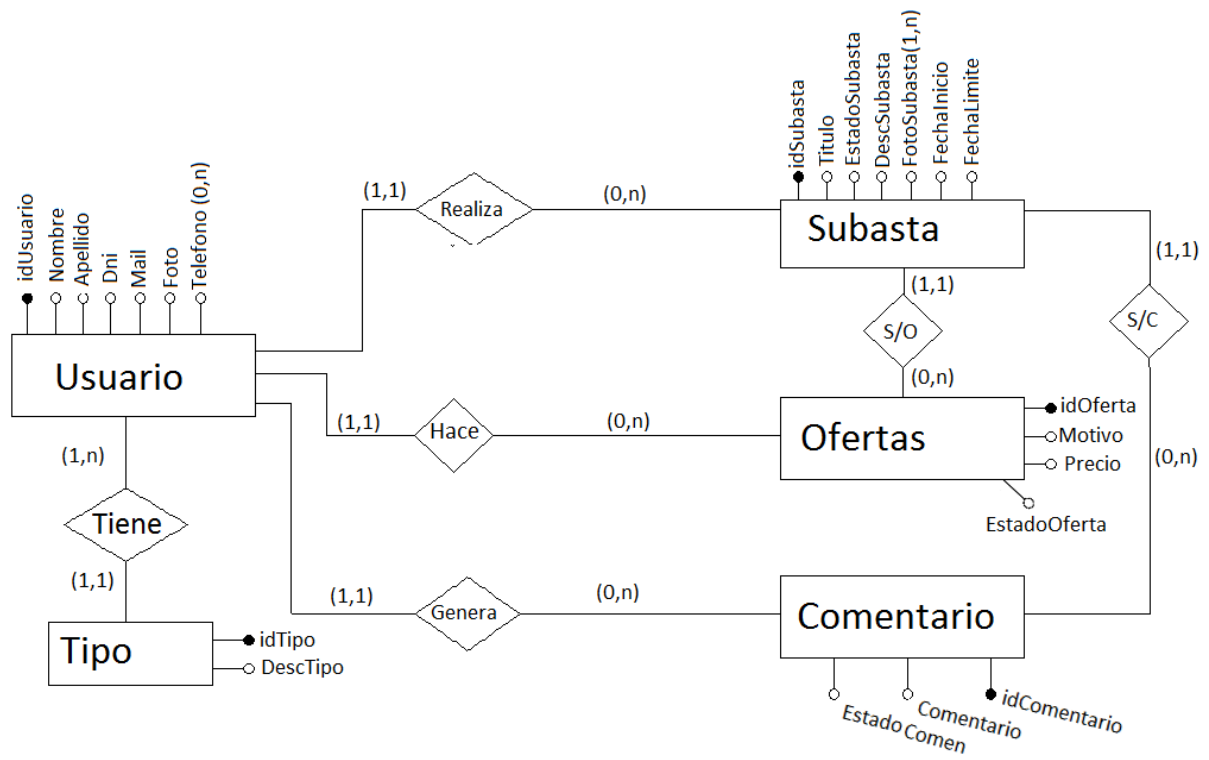 idUsuario
Nombre
Apellido
Dni
Mail
Foto
Telefono (0,n)
Usuario
(1,1)
Realiza
(0,n)
idSubasta
Titulo
EstadoSubasta
DescSubasta
FotoSubasta(1,n)
FechaInicio
FechaLimite
Subasta
(1,1)
S/O
(0,n)
(1,1)
S/C
(0,n)
(1,1)
Hace
(0,n)
Ofertas
idOferta
Motivo
Precio
EstadoOferta
(1,n)
Tiene
(1,1)
Tipo
idTipo
DescTipo
(1,1)
Genera
(0,n)
Comentario
Estado Comen
Comentario
idComentario